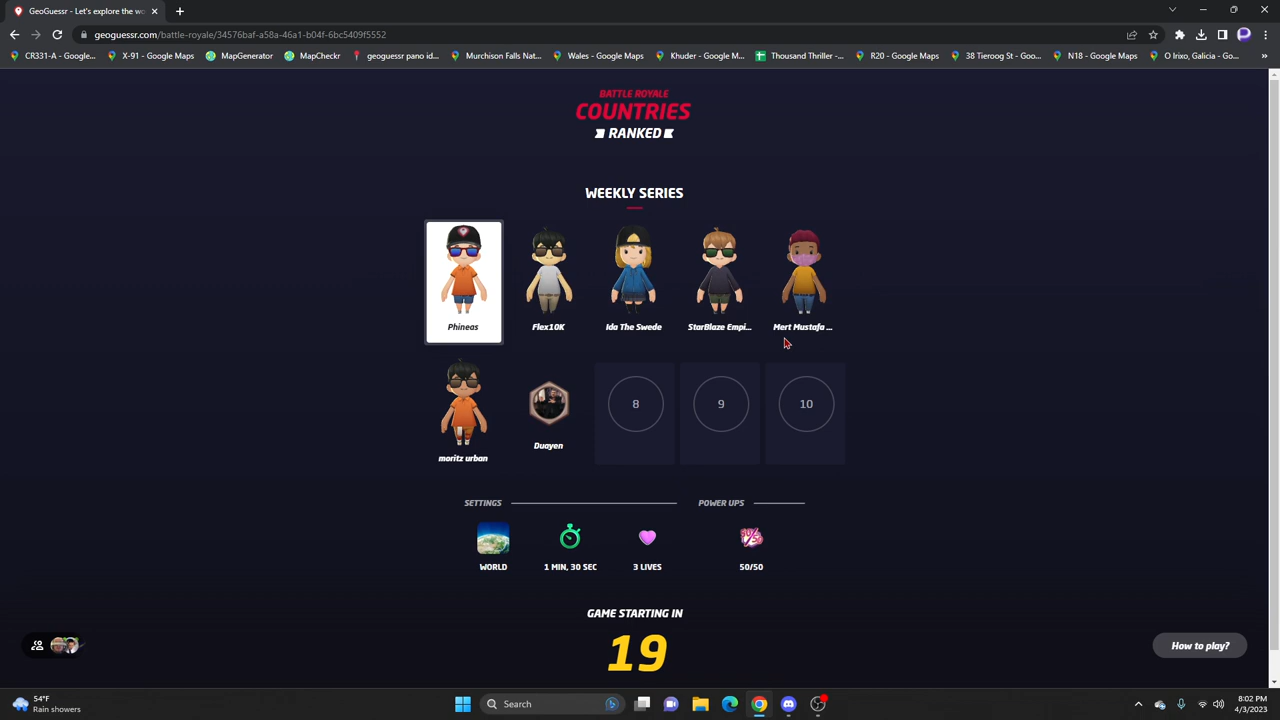 GeoGuessr - Let's explore the wo
geoguessr.com/battle-royale/34576baf-a58a-46a1-b04f-6bc5409f5552
CR331-A - Google... X-91 - Google Maps MapGenerator MapCheckr geoguessr pano id... Murchison Falls Nat... Wales - Google Maps Khuder - Google M... Thousand Thriller -... R20 - Google Maps 38 Tieroog St - Goo... N18 - Google Maps O Irixo, Galicia - Go... »
BATTLE ROYALE
COUNTRIES
RANKED
WEEKLY SERIES
Phineas Flex10K Ida The Swede StarBlaze Empi... Mert Mustafa ...
8 9 10
moritz urban Duayen
SETTINGS POWER UPS
50/50
WORLD 1 MIN, 30 SEC 3 LIVES 50/50
GAME STARTING IN
19
How to play?
54°F
Rain showers
Search
8:02 PM
4/3/2023